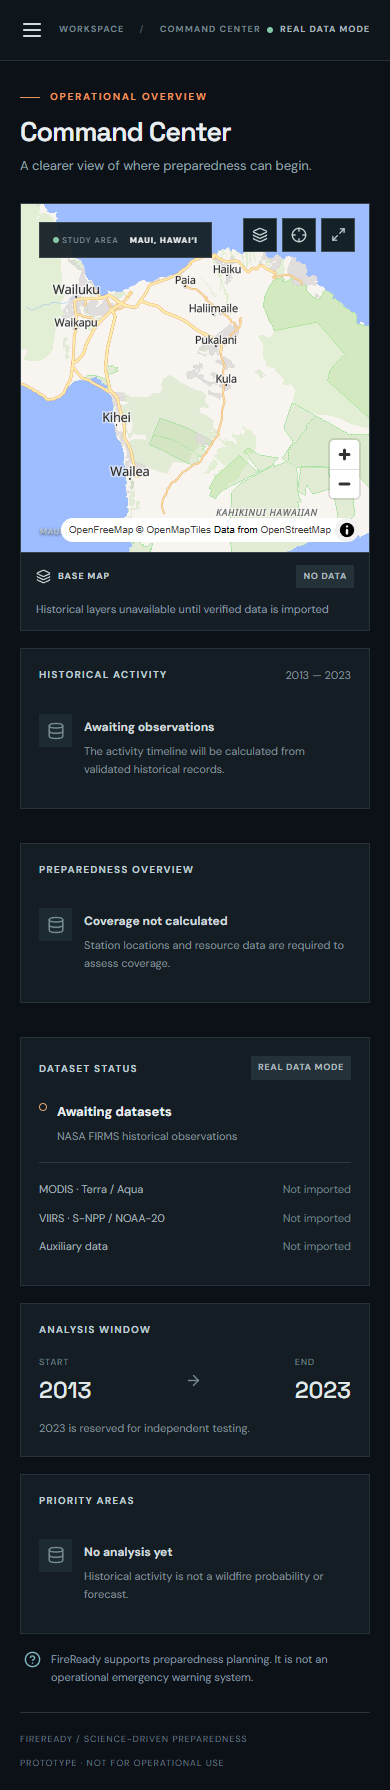 WORKSPACE / COMMAND CENTER REAL DATA MODE
OPERATIONAL OVERVIEW
Command Center
A clearer view of where preparedness can begin.
STUDY AREA MAUI, HAWAIʻI
Haiku
Paia
Wailuku
Haliimaile
Waikapu
Pukalani
Kula
Kihei
Wailea
KAHIKINUI HAWAIIAN
OpenFreeMap © OpenMapTiles Data from OpenStreetMap
BASE MAP NO DATA
Historical layers unavailable until verified data is imported
HISTORICAL ACTIVITY 2013 — 2023
Awaiting observations
The activity timeline will be calculated from
validated historical records.
PREPAREDNESS OVERVIEW
Coverage not calculated
Station locations and resource data are required to
assess coverage.
DATASET STATUS REAL DATA MODE
Awaiting datasets
NASA FIRMS historical observations
MODIS · Terra / Aqua Not imported
VIIRS · S-NPP / NOAA-20 Not imported
Auxiliary data Not imported
ANALYSIS WINDOW
START END
2013 → 2023
2023 is reserved for independent testing.
PRIORITY AREAS
No analysis yet
Historical activity is not a wildfire probability or
forecast.
FireReady supports preparedness planning. It is not an
operational emergency warning system.
FIREREADY / SCIENCE-DRIVEN PREPAREDNESS
PROTOTYPE · NOT FOR OPERATIONAL USE